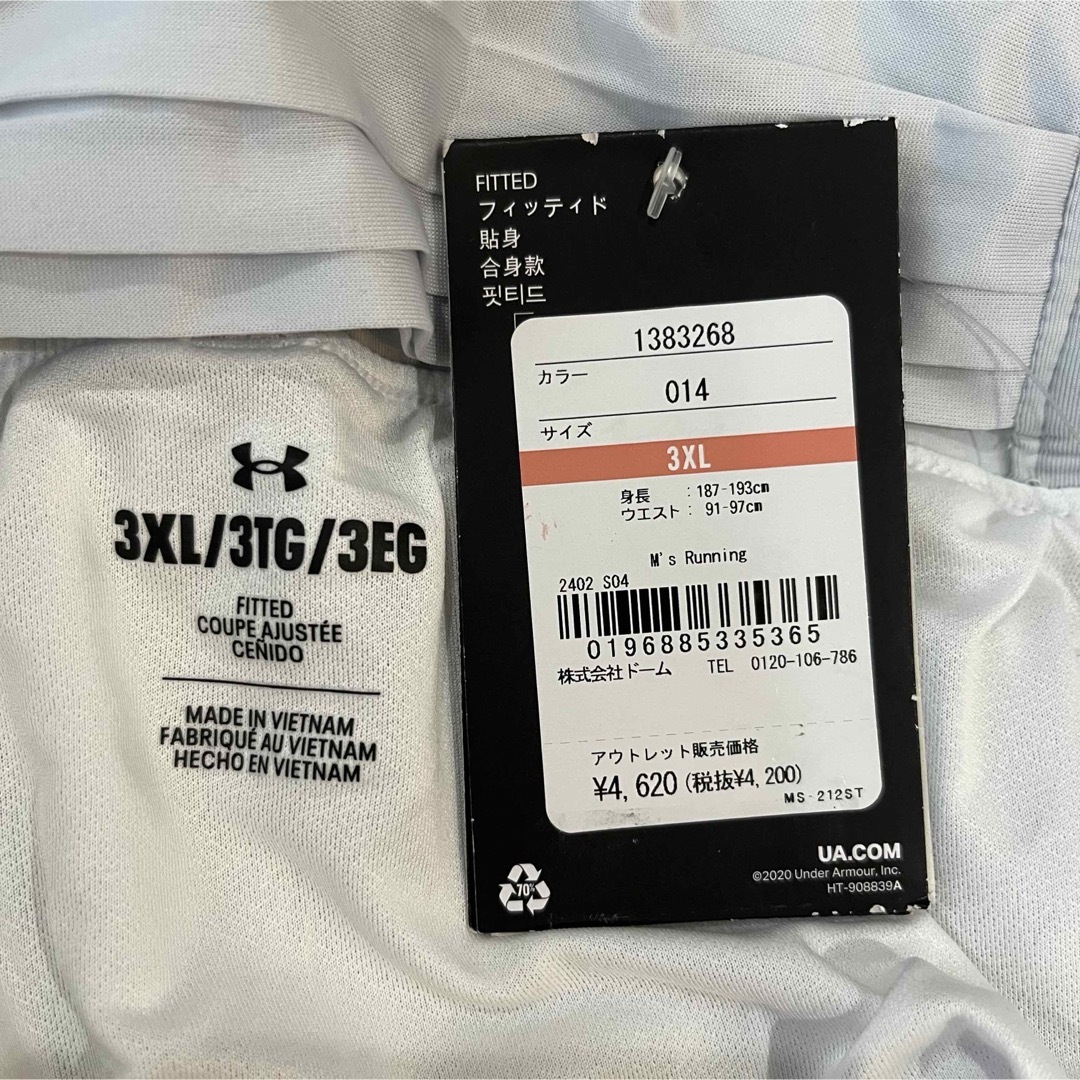 3XL/3TG/3EG
FITTED
COUPE AJUSTÉE
CEÑIDO
MADE IN VIETNAM
FABRIQUÉ AU VIETNAM
HECHO EN VIETNAM
FITTED
フィッティド
貼身
合身款
핏티드
1383268
カラー
014
サイズ
3XL
身長 :187-193cm
ウエスト: 91-97cm
M's Running
2402 S04
0196885335365
株式会社ドーム TEL 0120-106-786
アウトレット販売価格
¥4,620(税抜¥4,200)
MS-212ST
70%
UA.COM
©2020 Under Armour, Inc.
HT-908839A